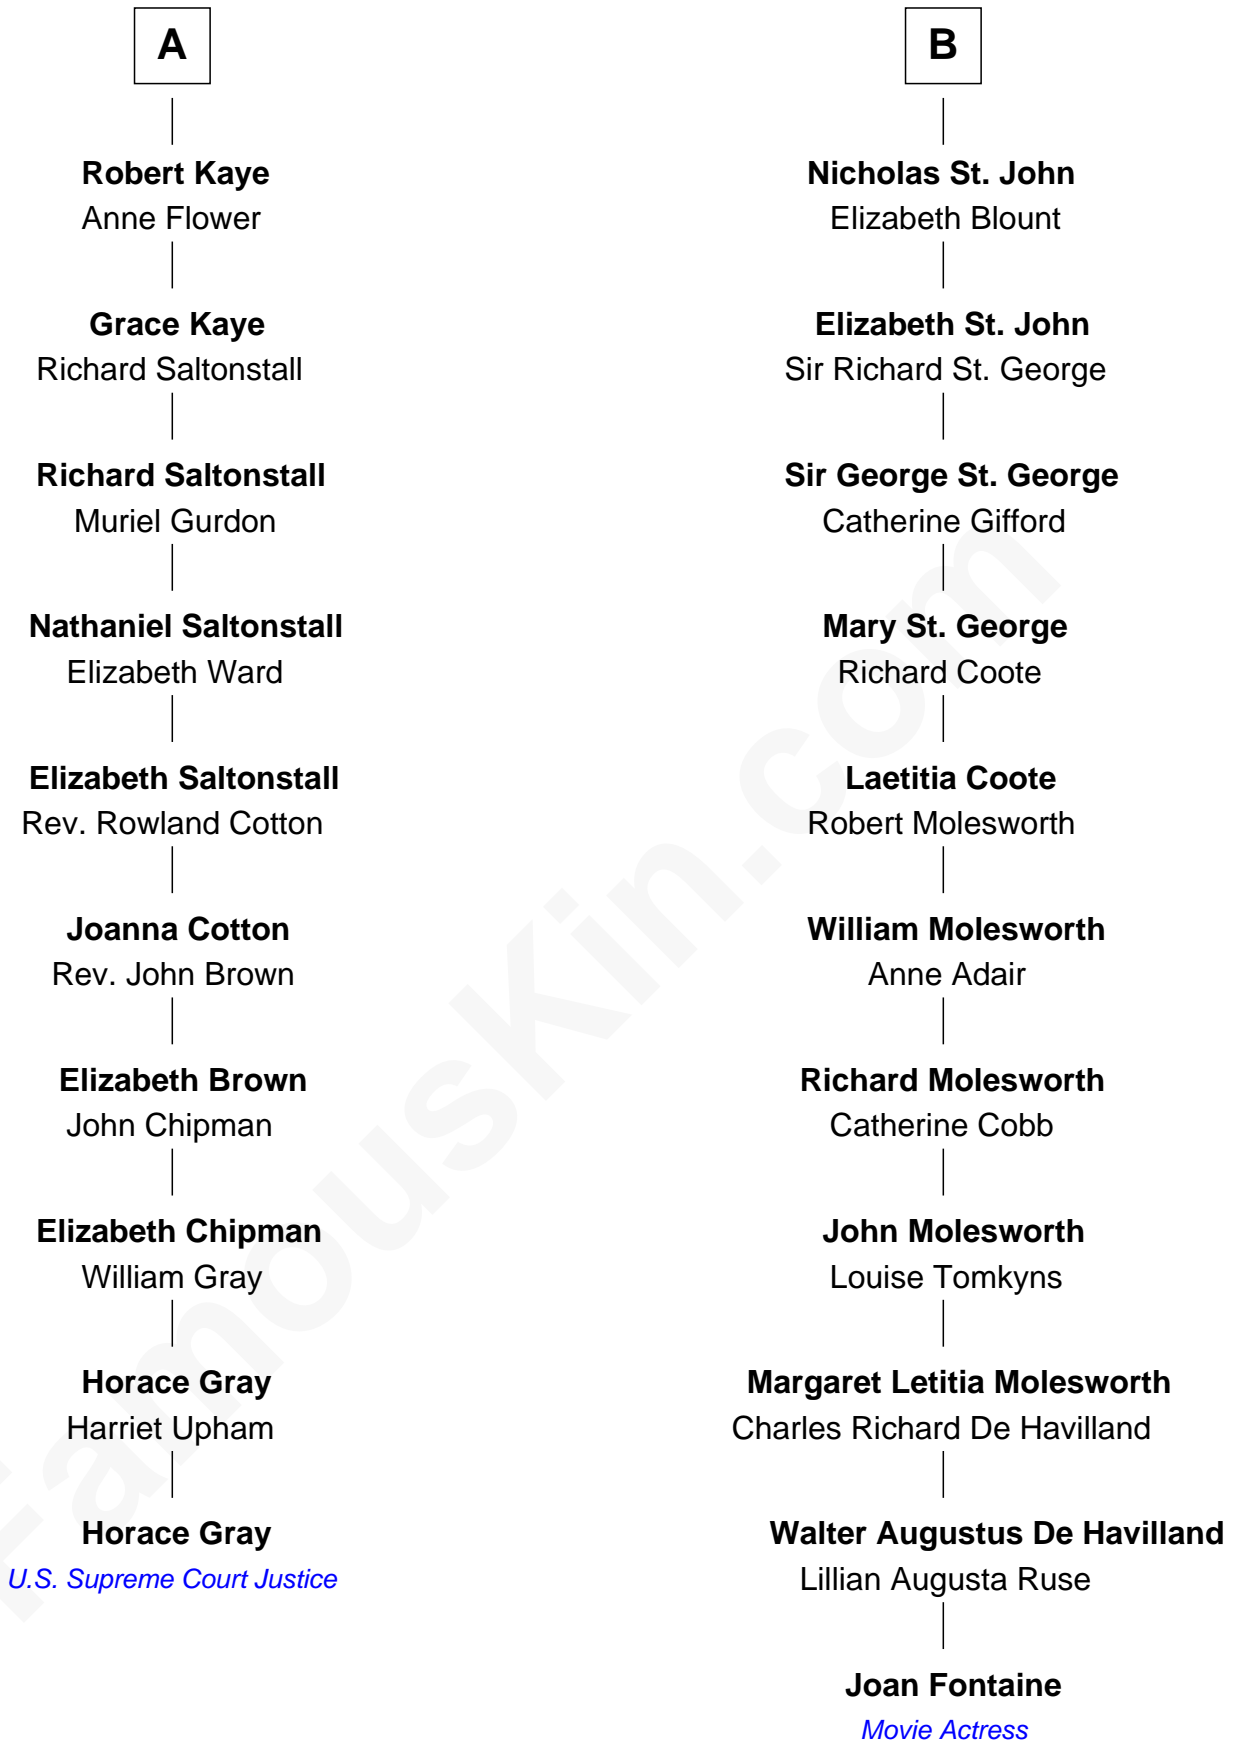 A
Robert Kaye
Anne Flower
Grace Kaye
Richard Saltonstall
Richard Saltonstall
Muriel Gurdon
Nathaniel Saltonstall
Elizabeth Ward
Elizabeth Saltonstall
Rev. Rowland Cotton
Joanna Cotton
Rev. John Brown
Elizabeth Brown
John Chipman
Elizabeth Chipman
William Gray
Horace Gray
Harriet Upham
Horace Gray
U.S. Supreme Court Justice
B
Nicholas St. John
Elizabeth Blount
Elizabeth St. John
Sir Richard St. George
Sir George St. George
Catherine Gifford
Mary St. George
Richard Coote
Laetitia Coote
Robert Molesworth
William Molesworth
Anne Adair
Richard Molesworth
Catherine Cobb
John Molesworth
Louise Tomkyns
Margaret Letitia Molesworth
Charles Richard De Havilland
Walter Augustus De Havilland
Lillian Augusta Ruse
Joan Fontaine
Movie Actress
FamousKin.com